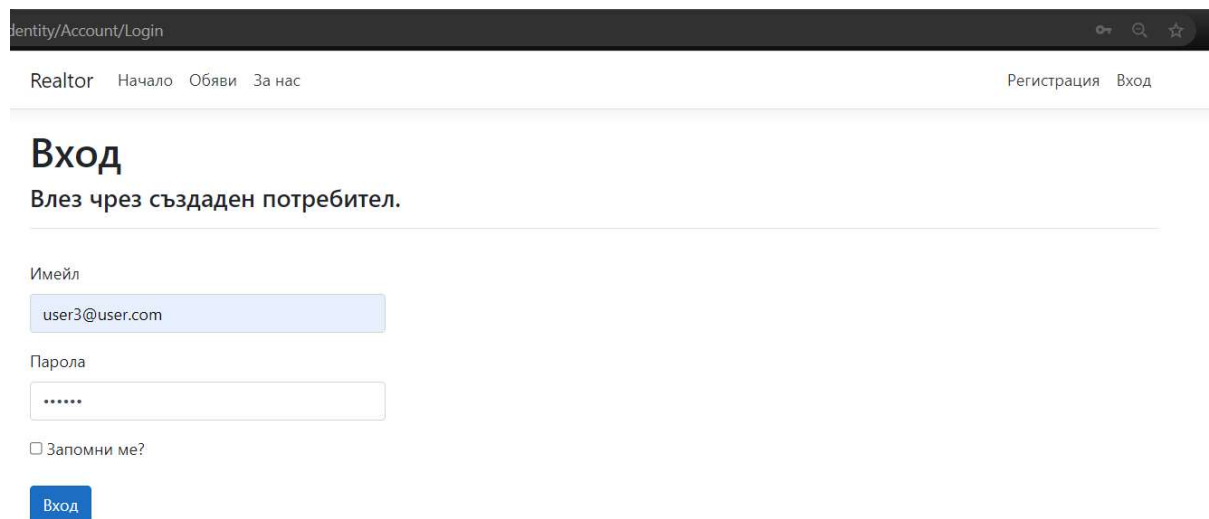 dentity/Account/Login
Realtor Начало Обяви За нас Регистрация Вход
Вход
Влез чрез създаден потребител.
Имейл
user3@user.com
Парола
••••••
Запомни ме?
Вход